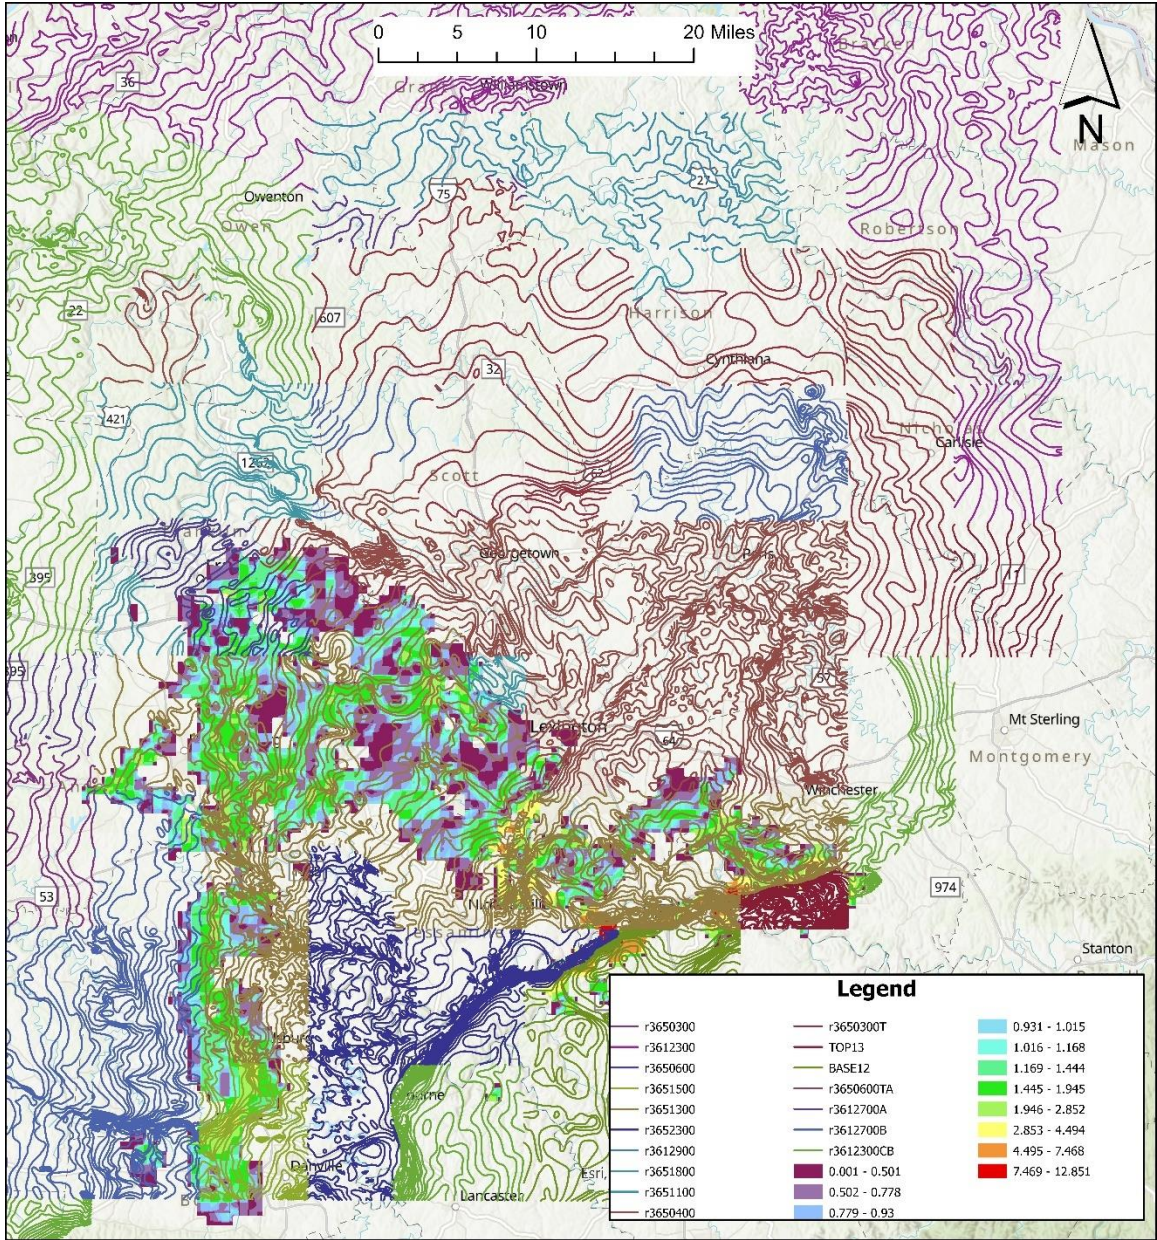 0 5 10 20 Miles
Bracken
36
Williamstown
N
Mason
75
27
Owenton
Owen
Robertson
22
607
Harrison
Cynthiana
32
421
Nicholas
Carlisle
1262
62
Scott
Georgetown
Paris
395
11
57
Mt Sterling
Lexington
64
Montgomery
Winchester
53
974
Stanton
Danville
Lancaster
Esri,
Legend
r3650300
r3612300
r3650600
r3651500
r3651300
r3652300
r3612900
r3651800
r3651100
r3650400
r3650300T
TOP13
BASE12
r3650600TA
r3612700A
r3612700B
r3612300CB
0.001 - 0.501
0.502 - 0.778
0.779 - 0.93
0.931 - 1.015
1.016 - 1.168
1.169 - 1.444
1.445 - 1.945
1.946 - 2.852
2.853 - 4.494
4.495 - 7.468
7.469 - 12.851